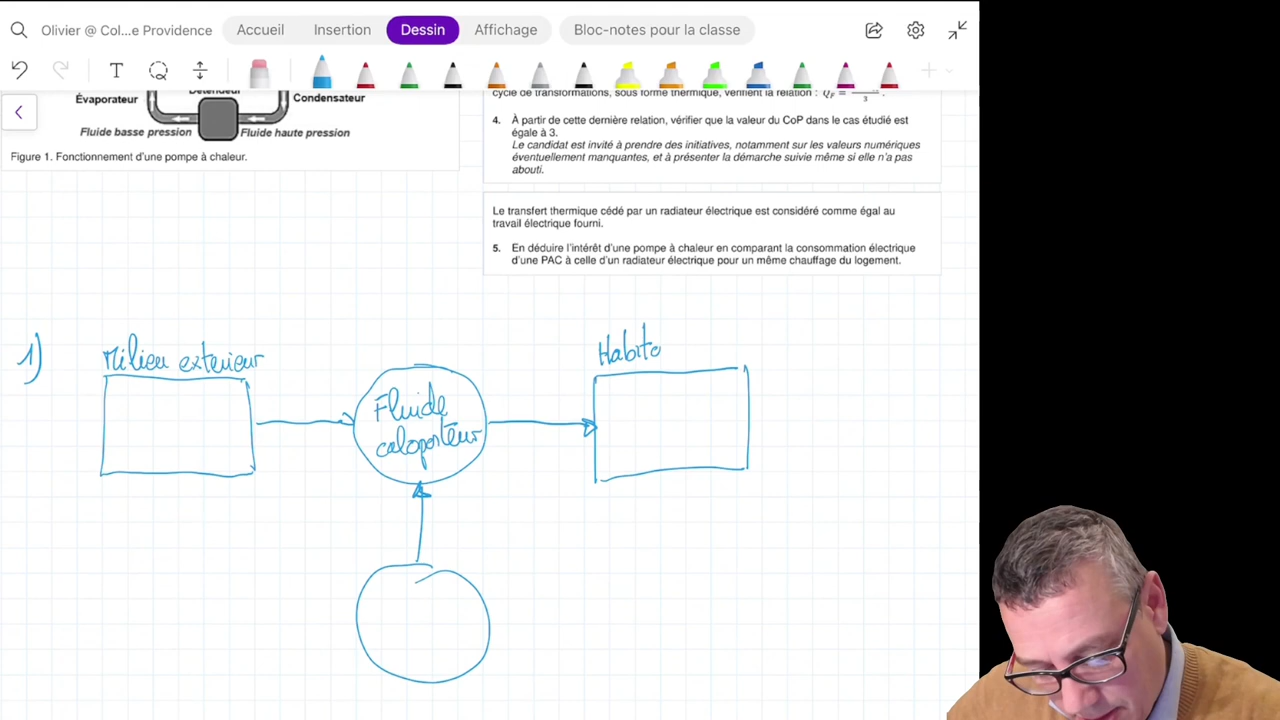 Olivier @ Col...e Providence
Accueil
Insertion
Dessin
Affichage
Bloc-notes pour la classe
T
Évaporateur
Détendeur
Condensateur
Fluide basse pression
Fluide haute pression
Figure 1. Fonctionnement d'une pompe à chaleur.
cycle de transformations, sous forme thermique, vérifient la relation : Q_F = 3 .
4. À partir de cette dernière relation, vérifier que la valeur du CoP dans le cas étudié est
égale à 3.
Le candidat est invité à prendre des initiatives, notamment sur les valeurs numériques
éventuellement manquantes, et à présenter la démarche suivie même si elle n'a pas
abouti.
Le transfert thermique cédé par un radiateur électrique est considéré comme égal au
travail électrique fourni.
5. En déduire l'intérêt d'une pompe à chaleur en comparant la consommation électrique
d'une PAC à celle d'un radiateur électrique pour un même chauffage du logement.
1)
Milieu exterieur
Fluide
caloporteur
Habita